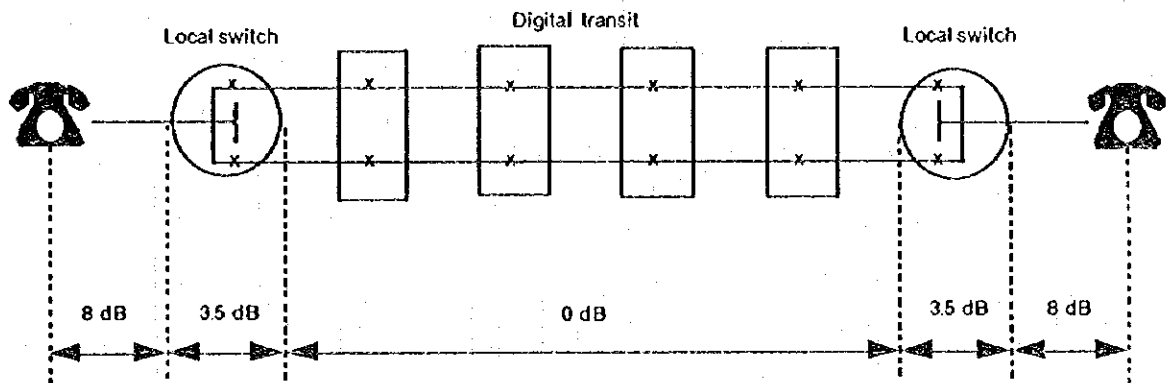 Digital transit
Local switch
Local switch
x x x x x x
x x x x x x
8 dB 3.5 dB 0 dB 3.5 dB 8 dB